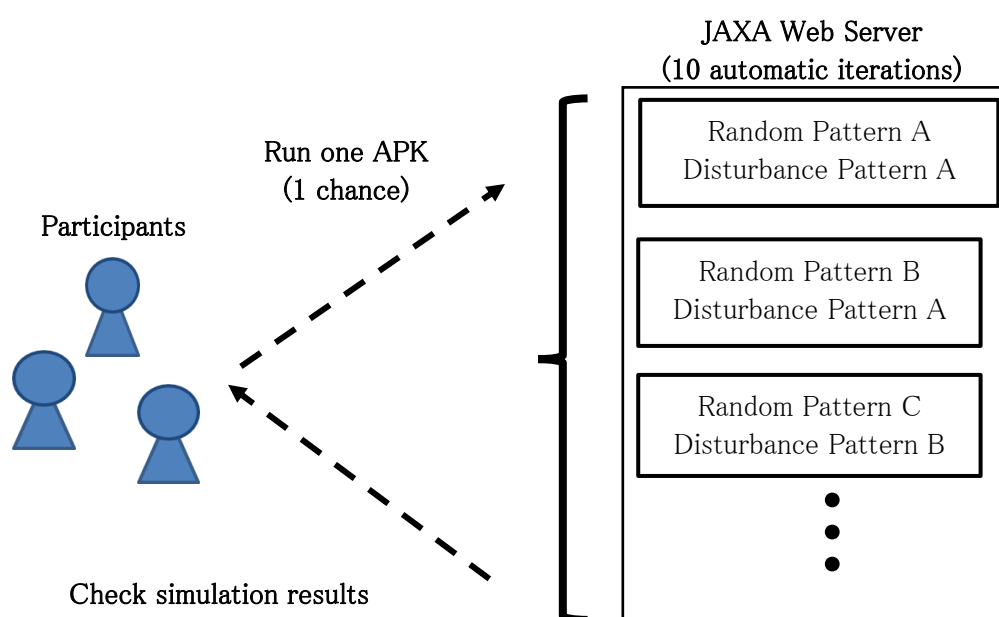 JAXA Web Server
(10 automatic iterations)
Run one APK
(1 chance)
Participants
Random Pattern A
Disturbance Pattern A
Random Pattern B
Disturbance Pattern A
Random Pattern C
Disturbance Pattern B
Check simulation results